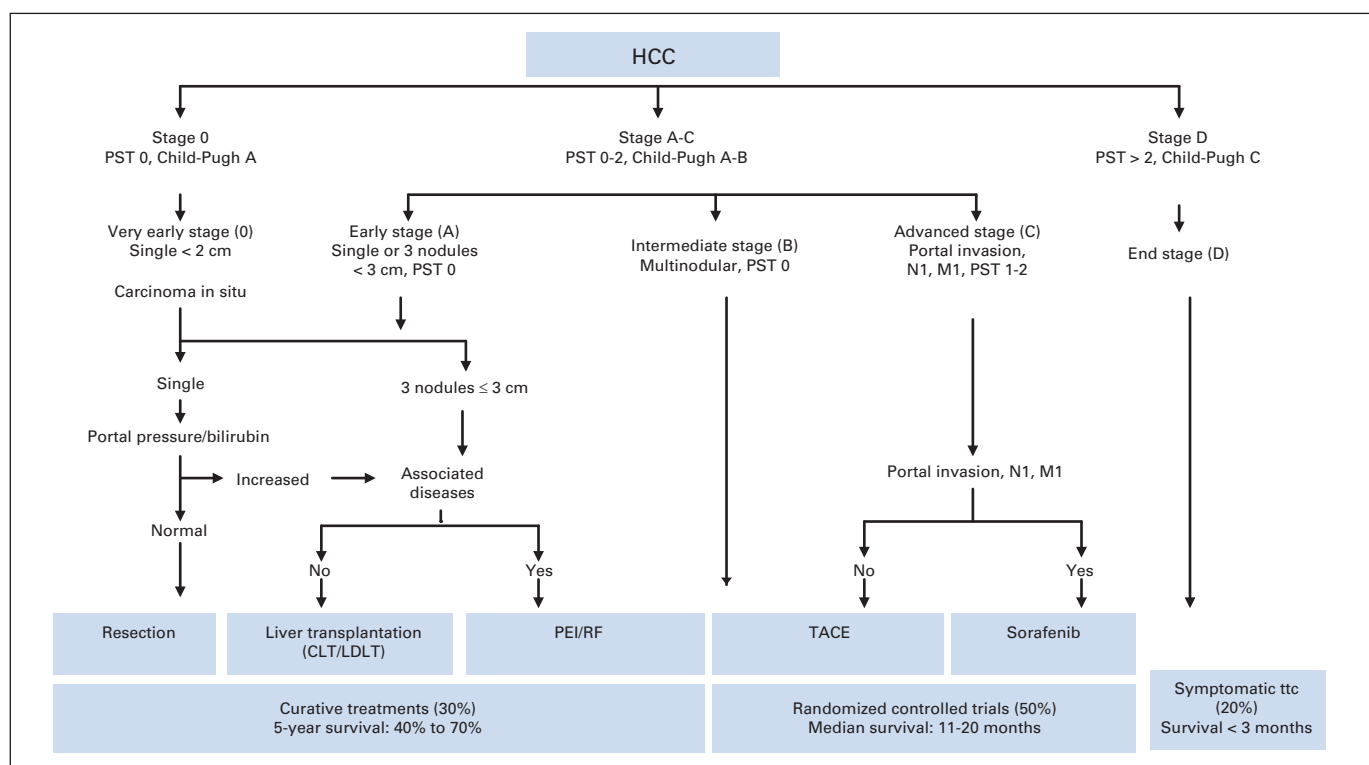 HCC
Stage 0
PST 0, Child-Pugh A
Stage A-C
PST 0-2, Child-Pugh A-B
Stage D
PST > 2, Child-Pugh C
Very early stage (0)
Single < 2 cm
Carcinoma in situ
Early stage (A)
Single or 3 nodules
< 3 cm, PST 0
Intermediate stage (B)
Multinodular, PST 0
Advanced stage (C)
Portal invasion,
N1, M1, PST 1-2
End stage (D)
Single
3 nodules ≤ 3 cm
Portal pressure/bilirubin
Increased
Associated
diseases
Portal invasion, N1, M1
Normal
No
Yes
No
Yes
Resection
Liver transplantation
(CLT/LDLT)
PEI/RF
TACE
Sorafenib
Curative treatments (30%)
5-year survival: 40% to 70%
Randomized controlled trials (50%)
Median survival: 11-20 months
Symptomatic ttc
(20%)
Survival < 3 months